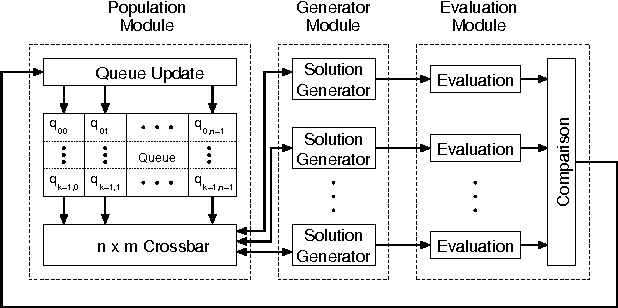 Population
Module
Generator
Module
Evaluation
Module
Queue Update
q00 q01 • • • q0,n−1
Queue
qk−1,0 qk−1,1 • • • qk−1,n−1
n x m Crossbar
Solution
Generator
Solution
Generator
Solution
Generator
Evaluation
Evaluation
Evaluation
Comparison